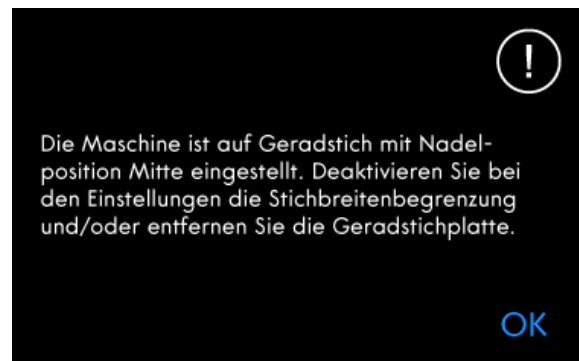 !
Die Maschine ist auf Geradstich mit Nadel-
position Mitte eingestellt. Deaktivieren Sie bei
den Einstellungen die Stichbreitenbegrenzung
und/oder entfernen Sie die Geradstichplatte.
OK